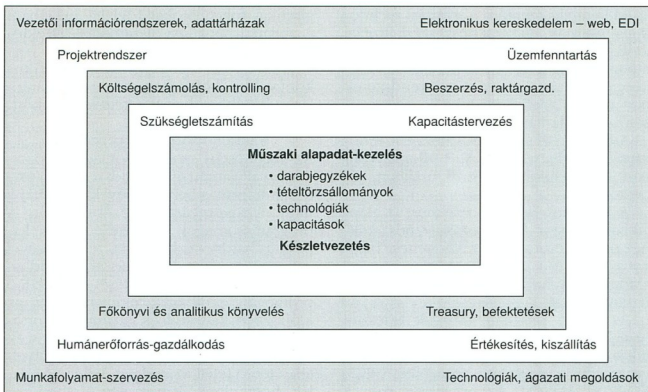 Vezetői információrendszerek, adattárházak
Elektronikus kereskedelem – web, EDI
Projektrendszer
Üzemfenntartás
Költségelszámolás, kontrolling
Beszerzés, raktárgazd.
Szükségletszámítás
Kapacitástervezés
Műszaki alapadat-kezelés
• darabjegyzékek
• tételtörzsállományok
• technológiák
• kapacitások
Készletvezetés
Főkönyvi és analitikus könyvelés
Treasury, befektetések
Humánerőforrás-gazdálkodás
Értékesítés, kiszállítás
Munkafolyamat-szervezés
Technológiák, ágazati megoldások